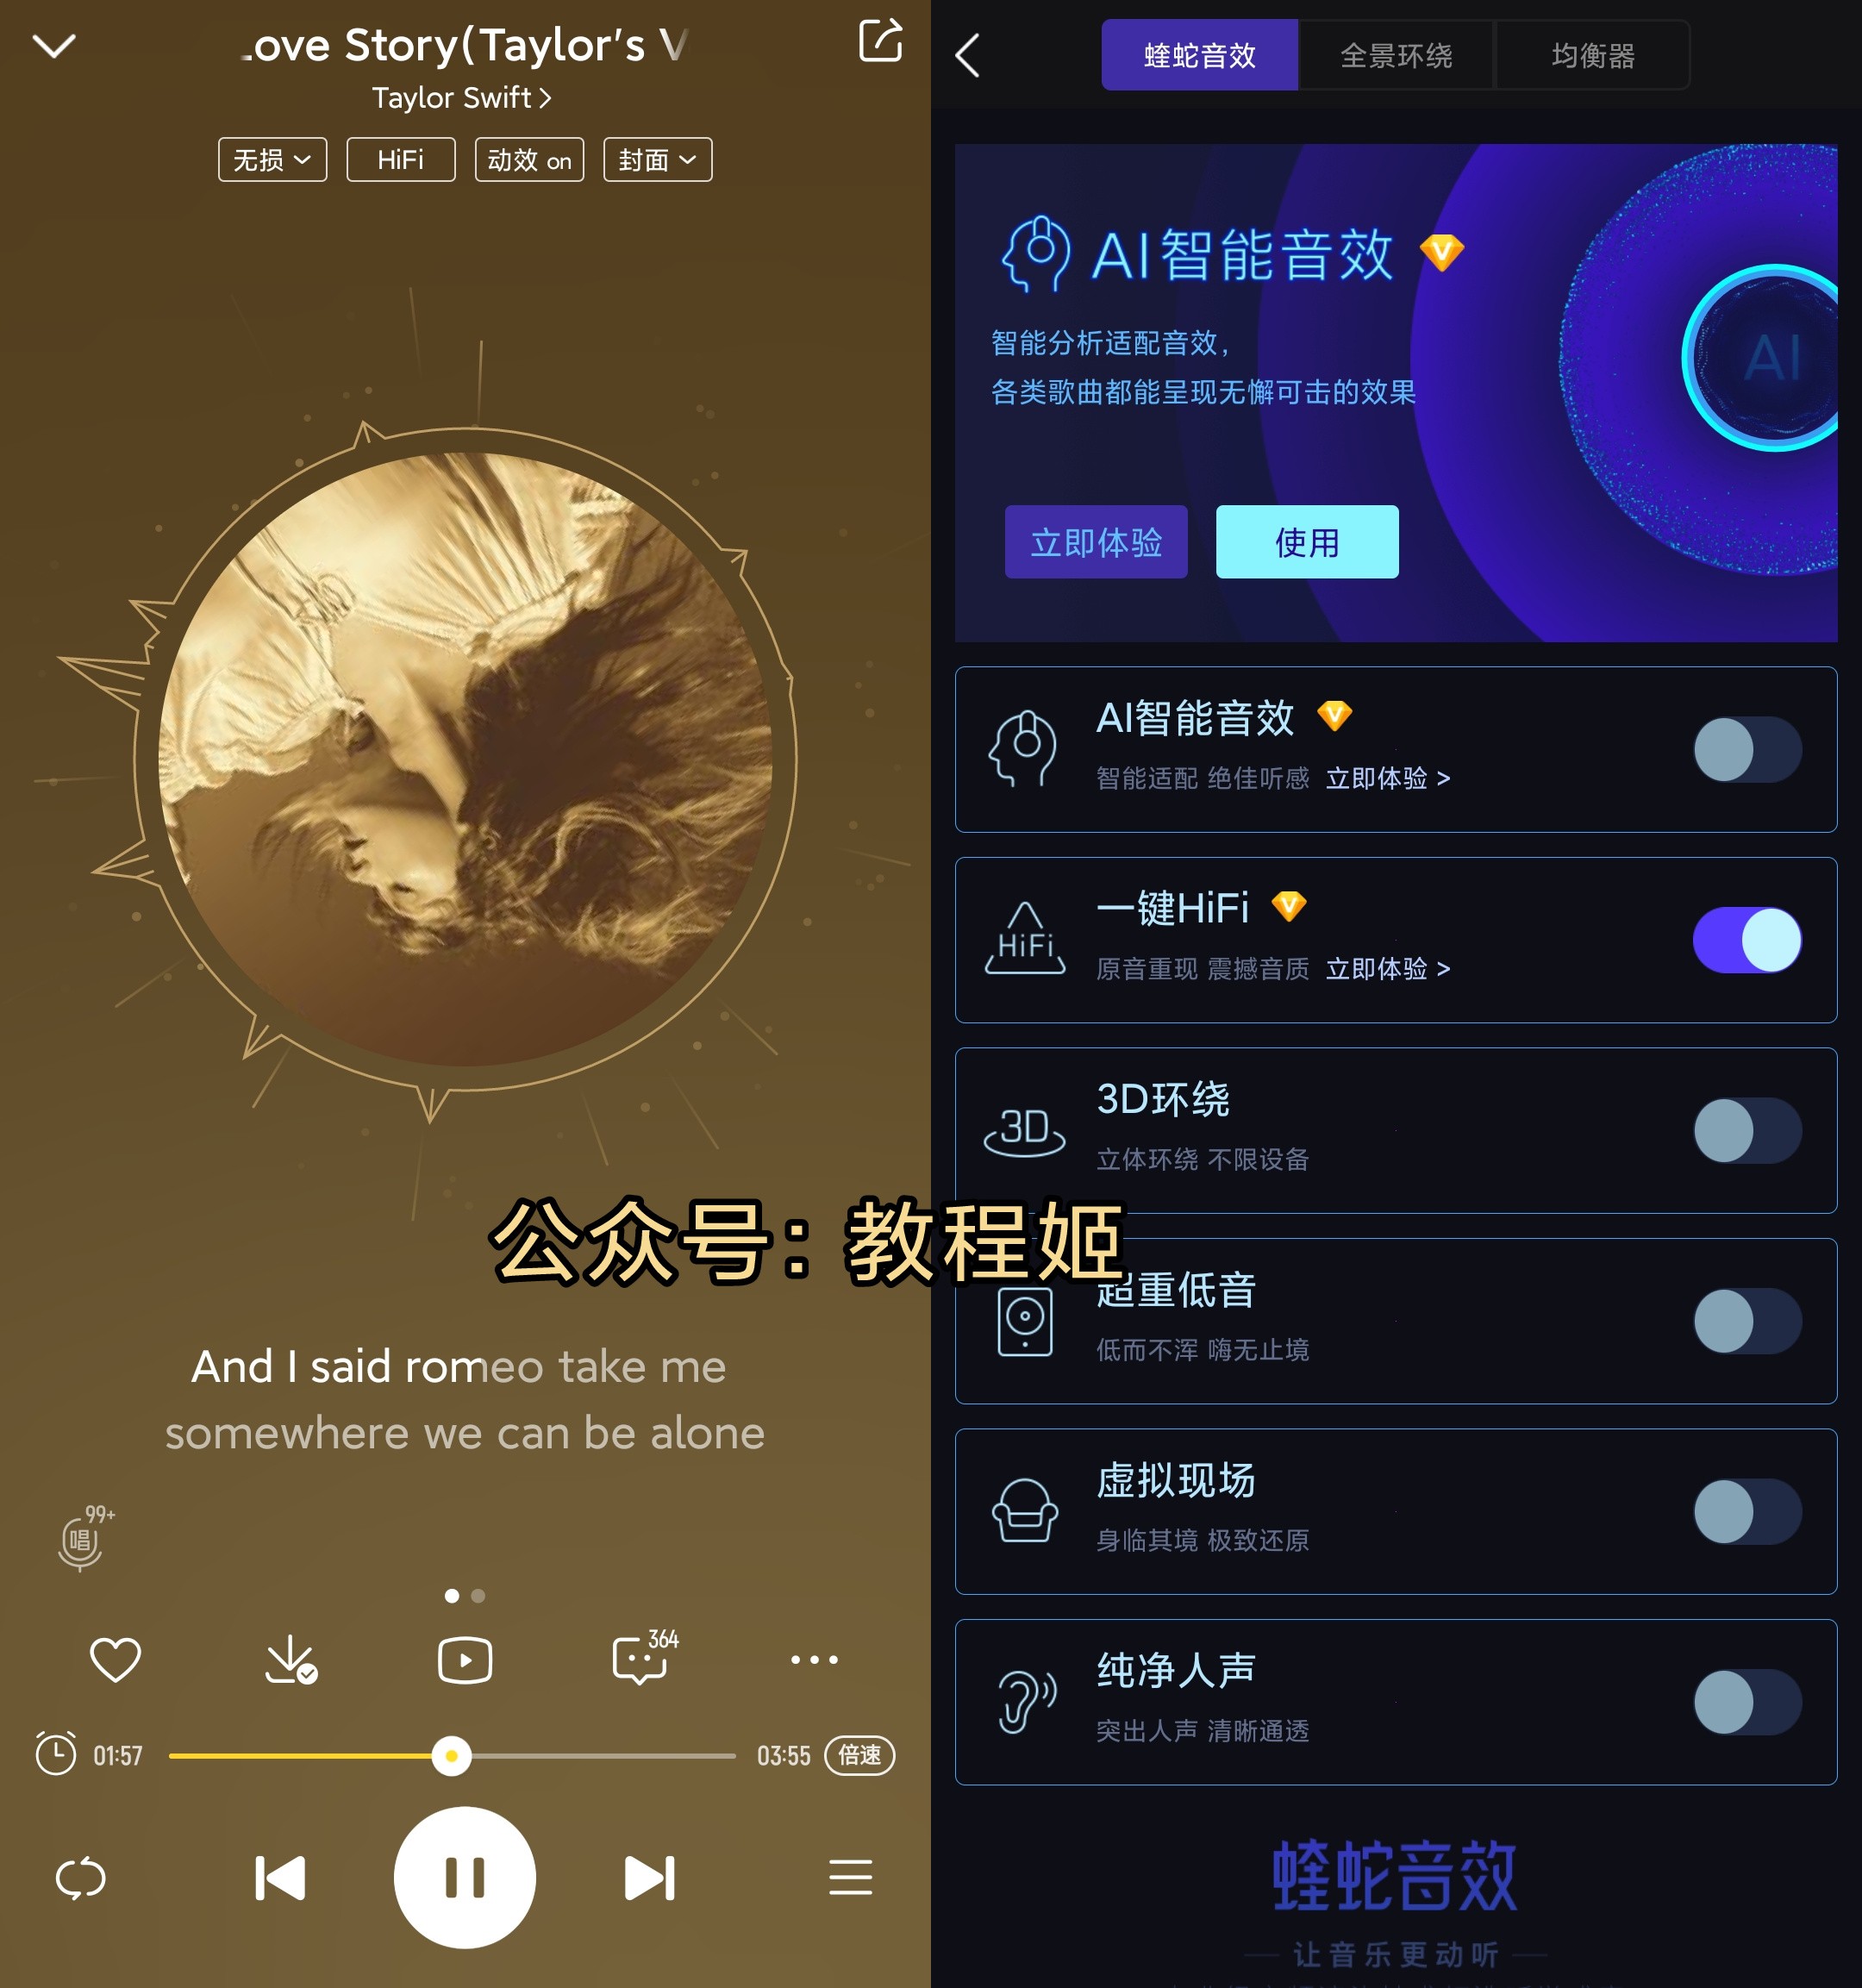 ove Story(Taylor's V
Taylor Swift
无损
HiFi
动效 on
封面
公众号：教程姬
And I said romeo take me
somewhere we can be alone
99+
唱
364
01:57
03:55
倍速
蝰蛇音效
全景环绕
均衡器
AI智能音效
V
智能分析适配音效，
各类歌曲都能呈现无懈可击的效果
AI
立即体验
使用
AI智能音效
V
智能适配 绝佳听感 立即体验 >
HiFi
一键HiFi
V
原音重现 震撼音质 立即体验 >
3D
3D环绕
立体环绕 不限设备
超重低音
低而不浑 嗨无止境
虚拟现场
身临其境 极致还原
纯净人声
突出人声 清晰通透
蝰蛇音效
让音乐更动听